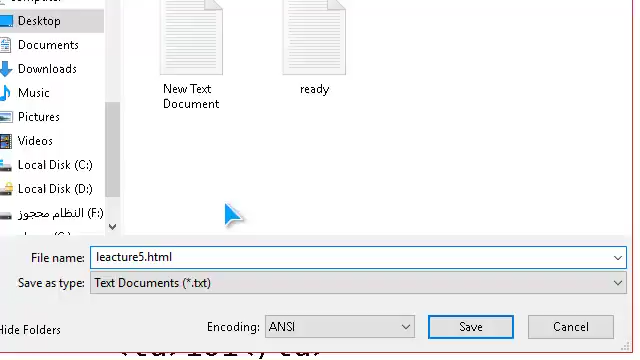 Desktop
Documents
Downloads
Music
Pictures
Videos
Local Disk (C:)
Local Disk (D:)
النظام محجوز (F:)
New Text
Document
ready
File name: leacture5.html
Save as type: Text Documents (*.txt)
Hide Folders
Encoding: ANSI
Save
Cancel